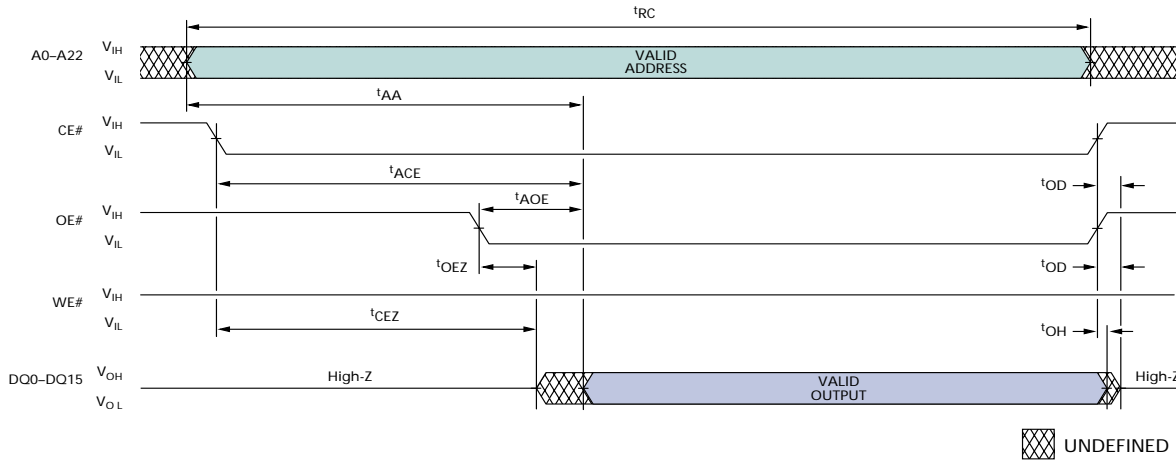 tRC
A0–A22 VIH
VIL
VALID
ADDRESS
tAA
CE# VIH
VIL
tACE
tAOE
tOD
OE# VIH
VIL
tOEZ
tOD
WE# VIH
VIL
tCEZ
tOH
DQ0–DQ15 VOH
VO L
High-Z
VALID
OUTPUT
High-Z
UNDEFINED